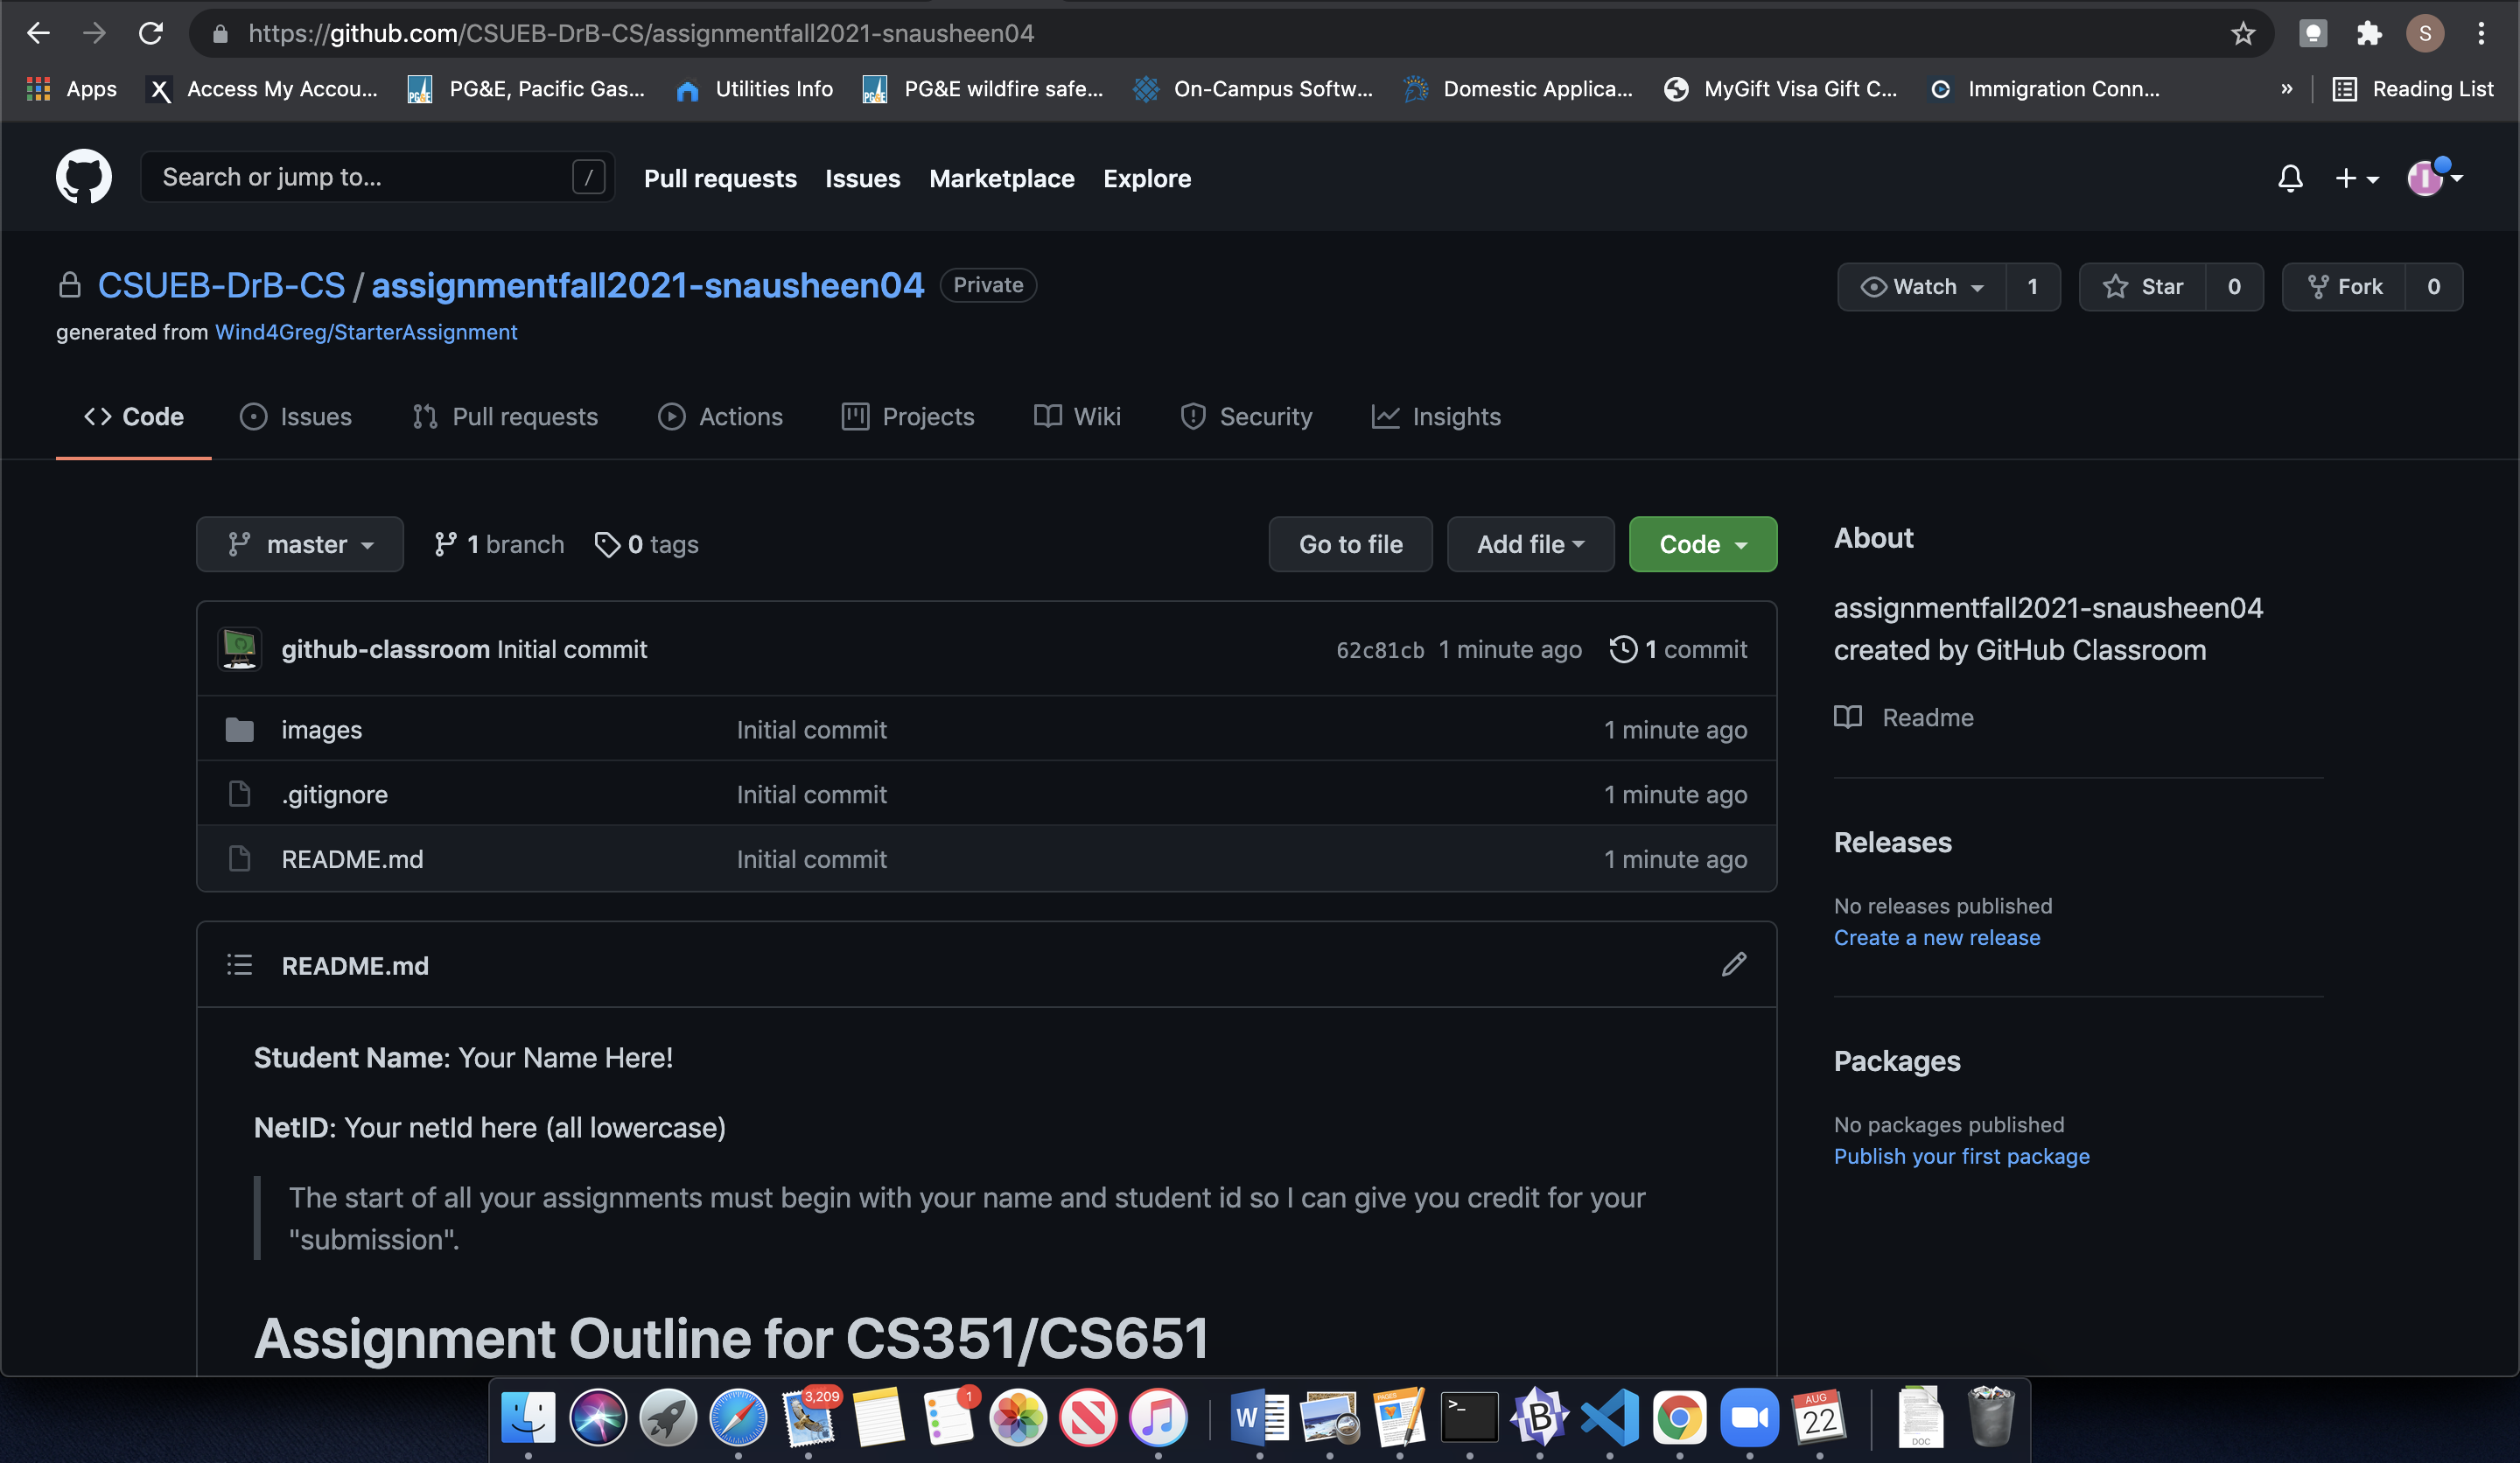 https://github.com/CSUEB-DrB-CS/assignmentfall2021-snausheen04
S
Apps
Access My Accou...
PG&E, Pacific Gas...
Utilities Info
PG&E wildfire safe...
On-Campus Softw...
Domestic Applica...
MyGift Visa Gift C...
Immigration Conn...
»
Reading List
Search or jump to...
/
Pull requests
Issues
Marketplace
Explore
CSUEB-DrB-CS / assignmentfall2021-snausheen04
Private
Watch 1
Star 0
Fork 0
generated from Wind4Greg/StarterAssignment
Code
Issues
Pull requests
Actions
Projects
Wiki
Security
Insights
master
1 branch
0 tags
Go to file
Add file
Code
About
assignmentfall2021-snausheen04
created by GitHub Classroom
Readme
github-classroom Initial commit
62c81cb 1 minute ago
1 commit
images Initial commit 1 minute ago
.gitignore Initial commit 1 minute ago
README.md Initial commit 1 minute ago
Releases
No releases published
Create a new release
Packages
No packages published
Publish your first package
README.md
Student Name: Your Name Here!
NetID: Your netId here (all lowercase)
The start of all your assignments must begin with your name and student id so I can give you credit for your
"submission".
Assignment Outline for CS351/CS651
3,209
1
W
PAGES
>_
B
AUG
22
DOC